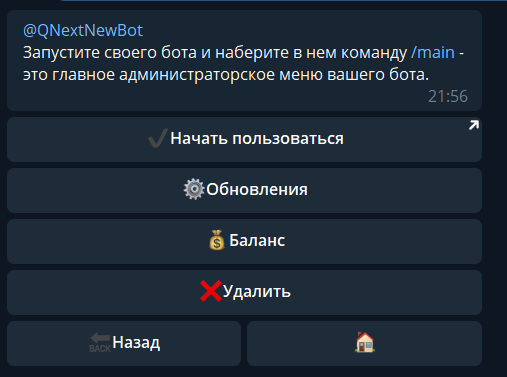 @QNextNewBot
Запустите своего бота и наберите в нем команду /main -
это главное администраторское меню вашего бота.
21:56
Начать пользоваться
Обновления
Баланс
Удалить
BACK Назад